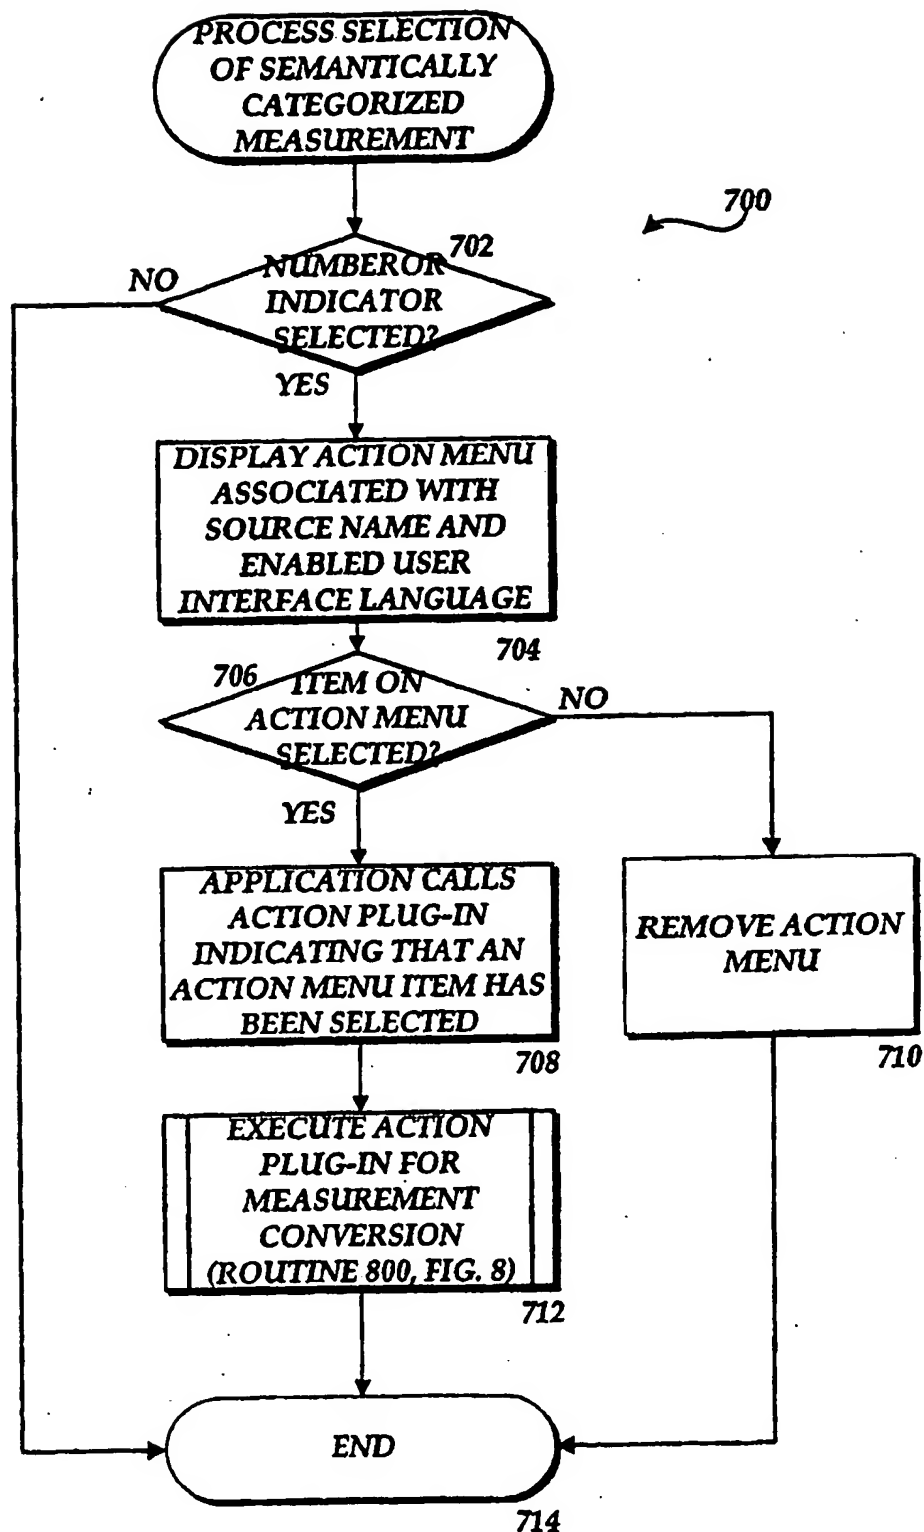 PROCESS SELECTION
OF SEMANTICALLY
CATEGORIZED
MEASUREMENT
700
702
NO
NUMBEROR
INDICATOR
SELECTED?
YES
DISPLAY ACTION MENU
ASSOCIATED WITH
SOURCE NAME AND
ENABLED USER
INTERFACE LANGUAGE
704
706
ITEM ON
ACTION MENU
SELECTED?
NO
YES
APPLICATION CALLS
ACTION PLUG-IN
INDICATING THAT AN
ACTION MENU ITEM HAS
BEEN SELECTED
708
REMOVE ACTION
MENU
710
EXECUTE ACTION
PLUG-IN FOR
MEASUREMENT
CONVERSION
(ROUTINE 800, FIG. 8)
712
END
714